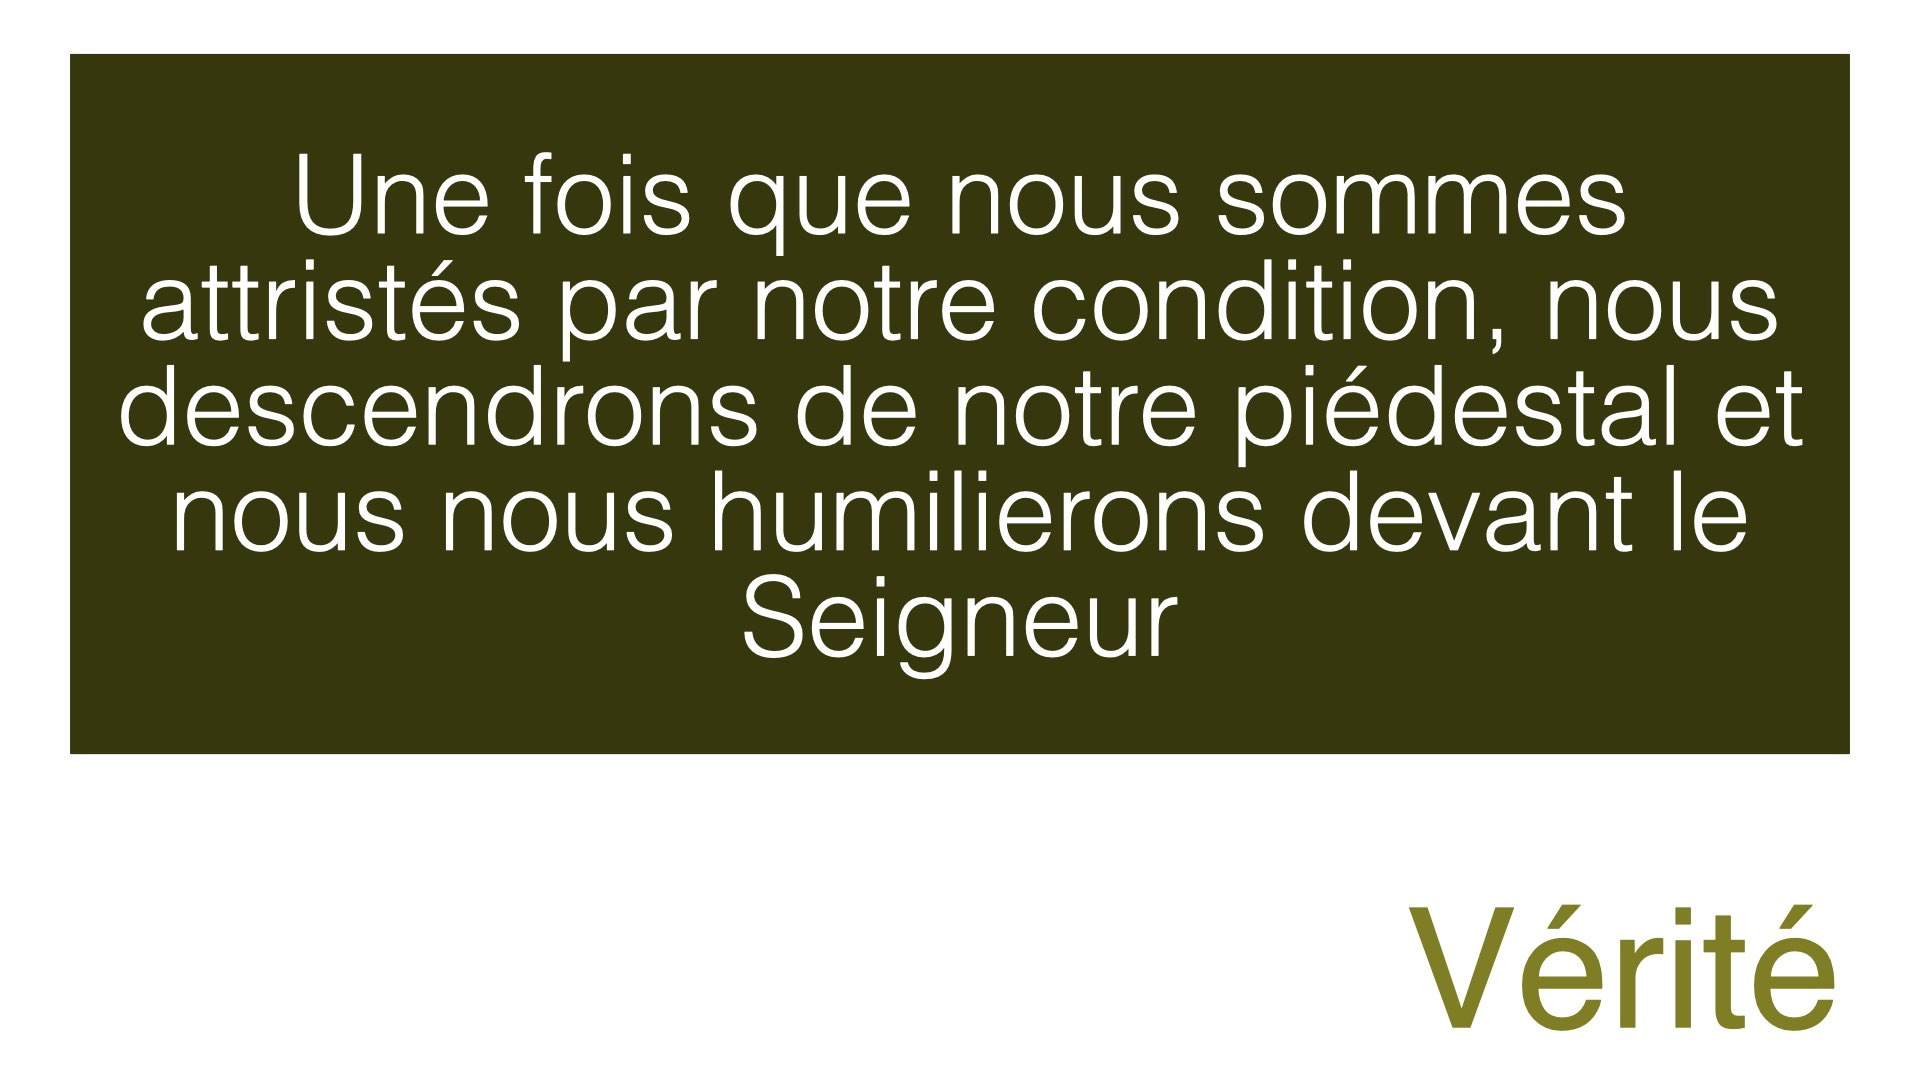 Une fois que nous sommes
attristés par notre condition, nous
descendrons de notre piédestal et
nous nous humilierons devant le
Seigneur
Vérité